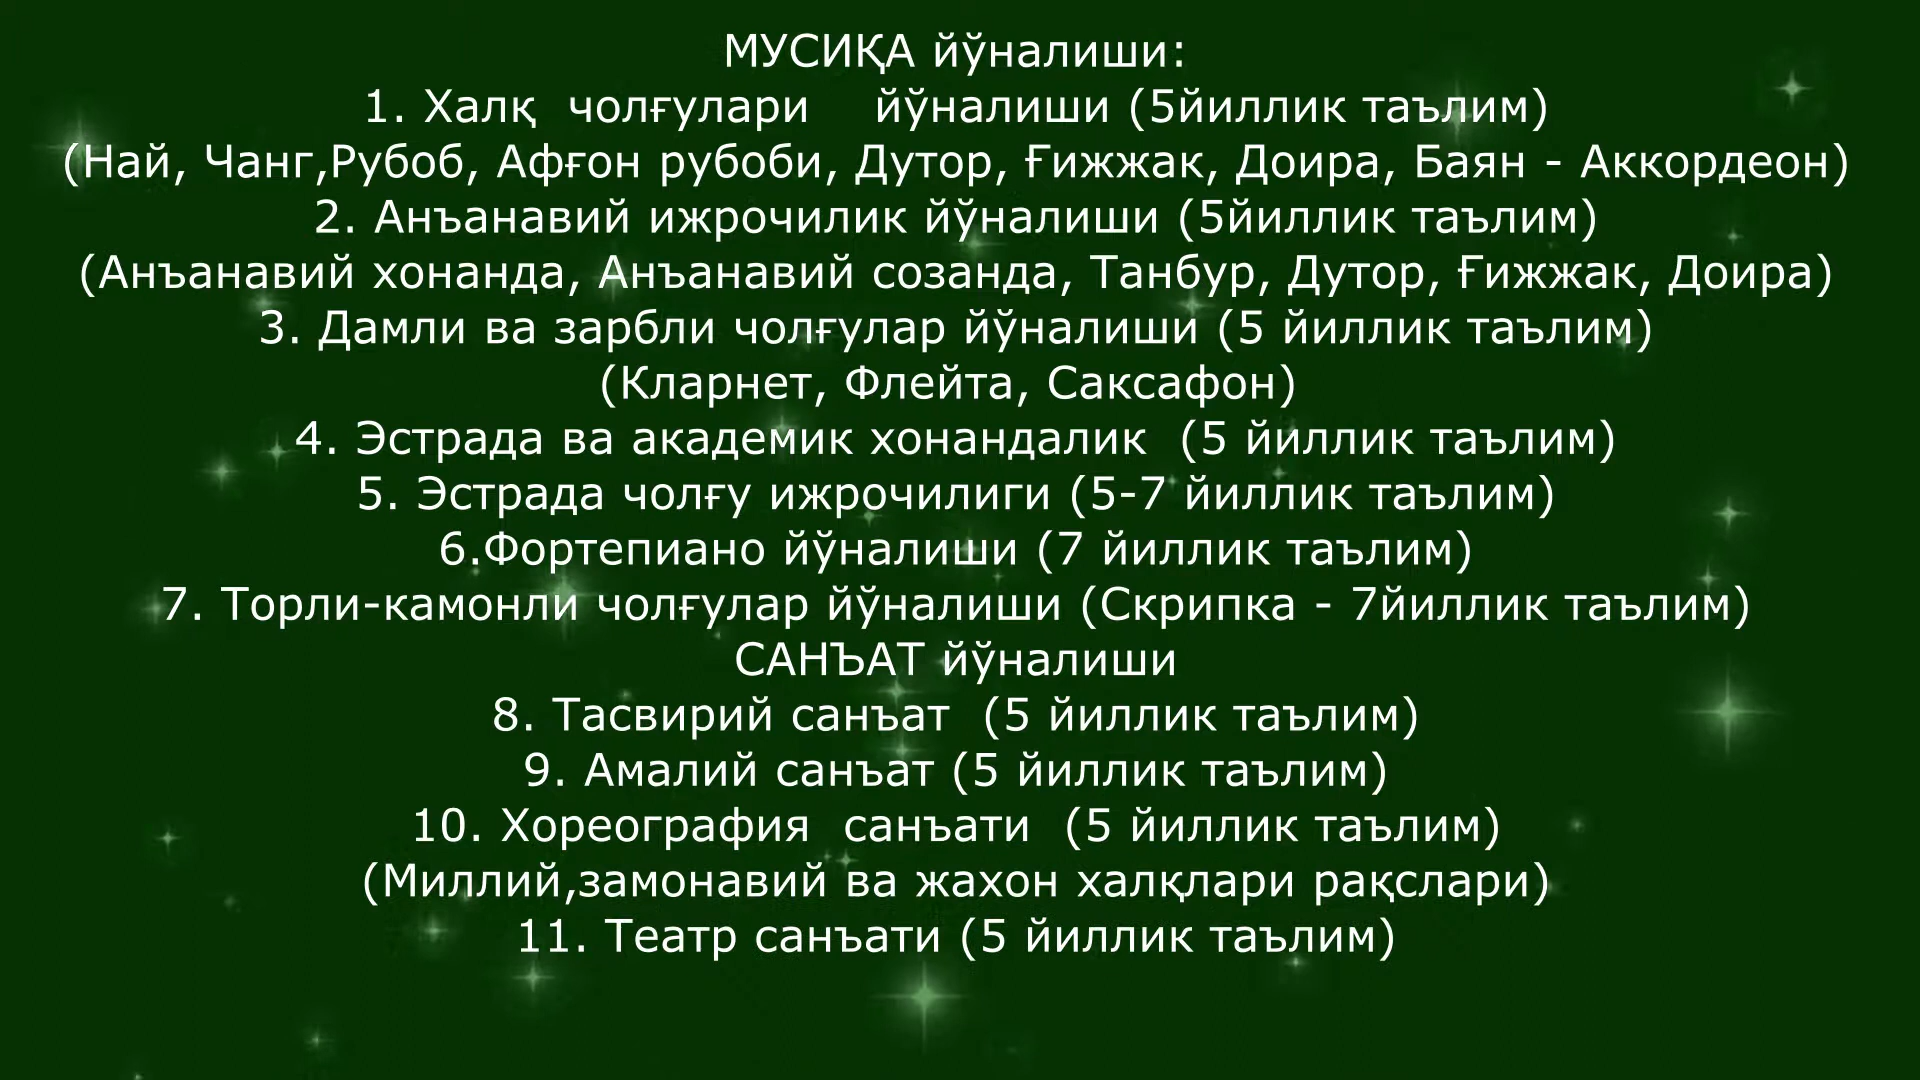 МУСИҚА йўналиши:
1. Халқ  чолғулари    йўналиши (5йиллик таълим)
(Най, Чанг,Рубоб, Афғон рубоби, Дутор, Ғижжак, Доира, Баян - Аккордеон)
2. Анъанавий ижрочилик йўналиши (5йиллик таълим)
(Анъанавий хонанда, Анъанавий созанда, Танбур, Дутор, Ғижжак, Доира)
3. Дамли ва зарбли чолғулар йўналиши (5 йиллик таълим)
(Кларнет, Флейта, Саксафон)
4. Эстрада ва академик хонандалик  (5 йиллик таълим)
5. Эстрада чолғу ижрочилиги (5-7 йиллик таълим)
6.Фортепиано йўналиши (7 йиллик таълим)
7. Торли-камонли чолғулар йўналиши (Скрипка - 7йиллик таълим)
САНЪАТ йўналиши
8. Тасвирий санъат  (5 йиллик таълим)
9. Амалий санъат (5 йиллик таълим)
10. Хореография  санъати  (5 йиллик таълим)
(Миллий,замонавий ва жахон халқлари рақслари)
11. Театр санъати (5 йиллик таълим)